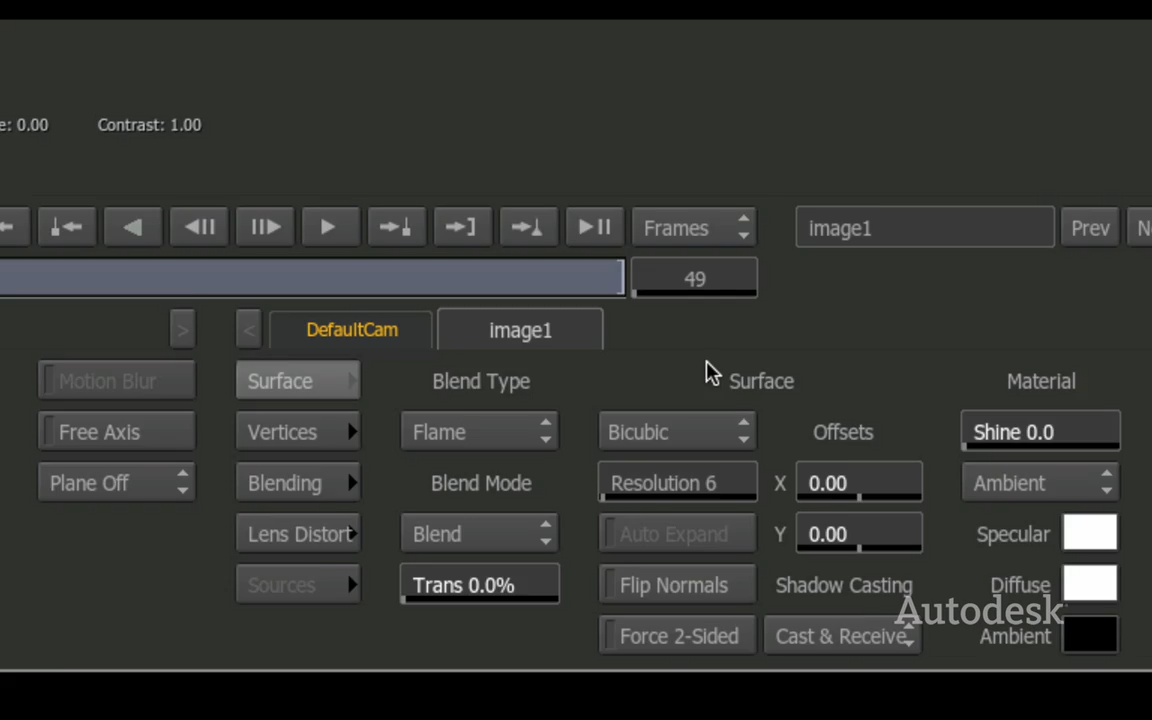 e: 0.00 Contrast: 1.00
Frames image1 Prev
49
> < DefaultCam image1
Motion Blur Surface Blend Type Surface Material
Free Axis Vertices Flame Bicubic Offsets Shine 0.0
Plane Off Blending Blend Mode Resolution 6 X 0.00 Ambient
Lens Distort Blend Auto Expand Y 0.00 Specular
Sources Trans 0.0% Flip Normals Shadow Casting Diffuse
Autodesk
Force 2-Sided Cast & Receive Ambient